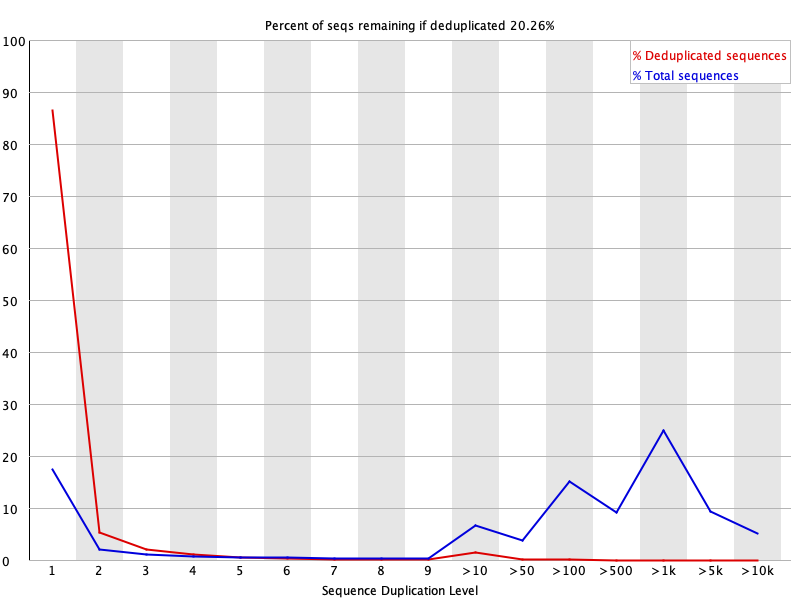 Percent of seqs remaining if deduplicated 20.26%
100
% Deduplicated sequences
% Total sequences
90
80
70
60
50
40
30
20
10
0
1 2 3 4 5 6 7 8 9 >10 >50 >100 >500 >1k >5k >10k
Sequence Duplication Level